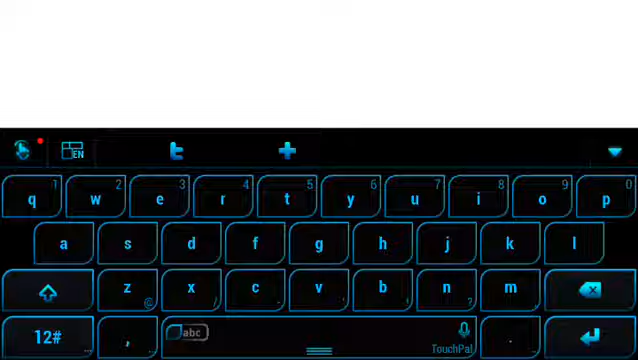 EN
q 1 w 2 e 3 r 4 t 5 y 6 u 7 i 8 o 9 p 0
a s d f g h j k l
z @ x / c v b n ? m
12# ... , ... abc TouchPal . ...